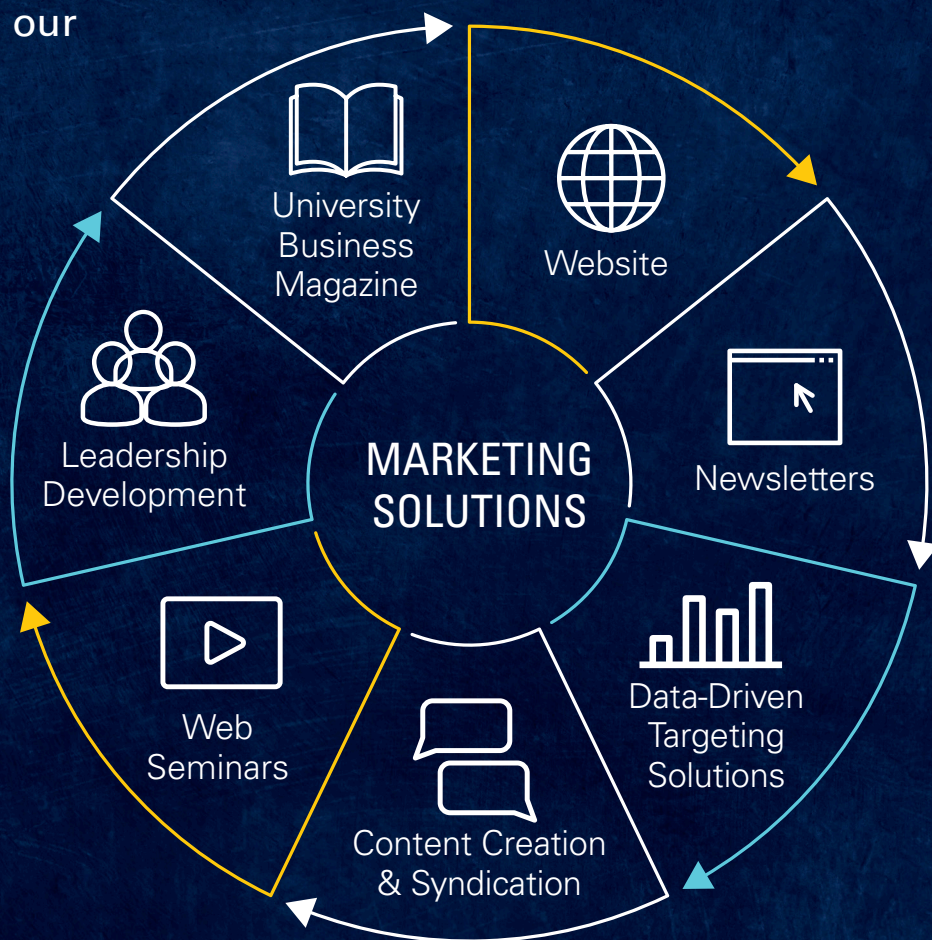 our
University
Business
Magazine
Website
Newsletters
Data-Driven
Targeting
Solutions
Content Creation
& Syndication
Web
Seminars
Leadership
Development
MARKETING
SOLUTIONS